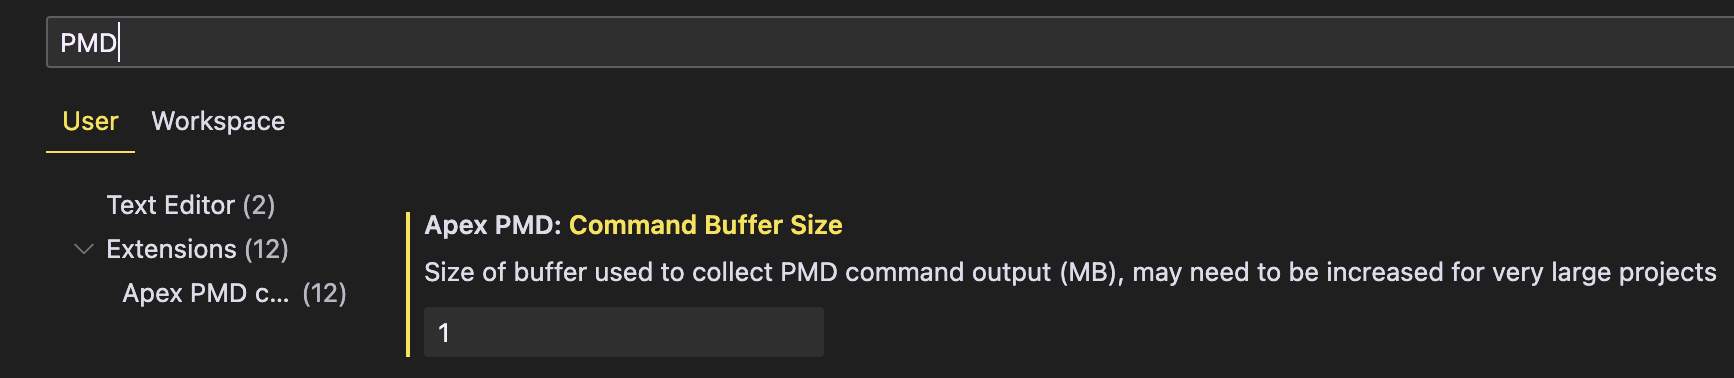 PMD
User Workspace
Text Editor (2)
Extensions (12)
Apex PMD c... (12)
Apex PMD: Command Buffer Size
Size of buffer used to collect PMD command output (MB), may need to be increased for very large projects
1